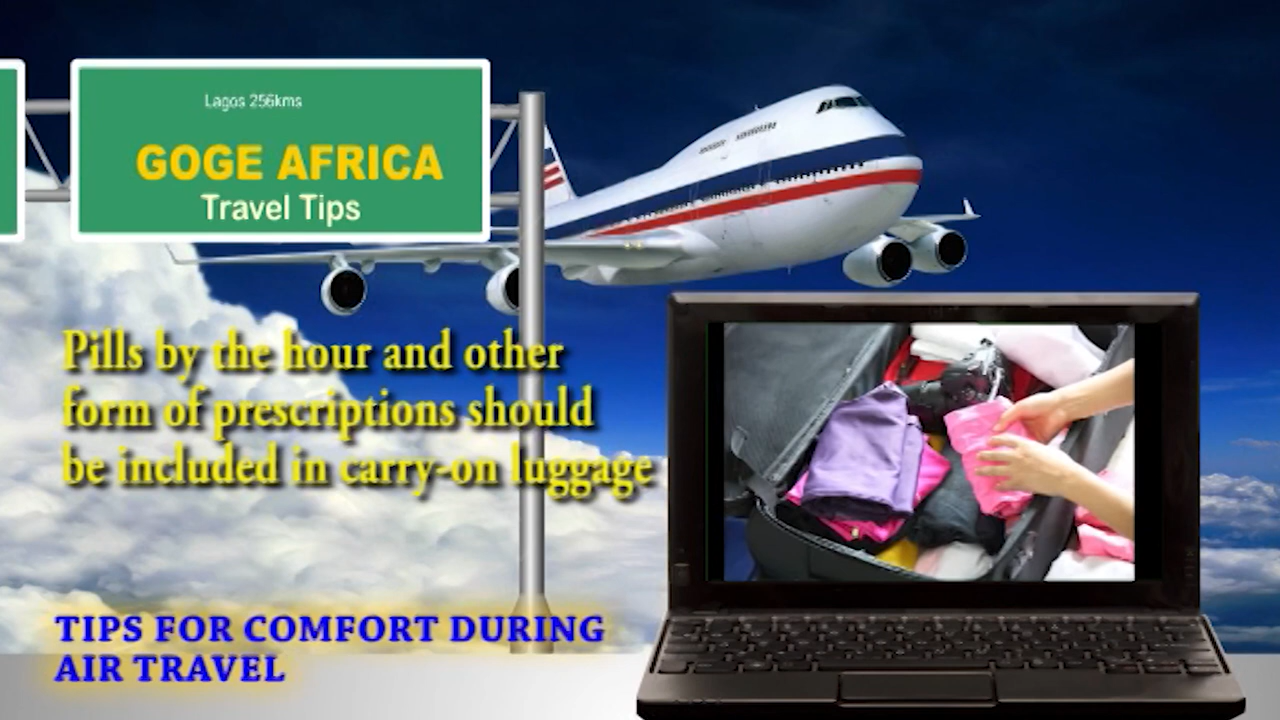 Lagos 256kms
GOGE AFRICA
Travel Tips
Pills by the hour and other
form of prescriptions should
be included in carry-on luggage
TIPS FOR COMFORT DURING
AIR TRAVEL